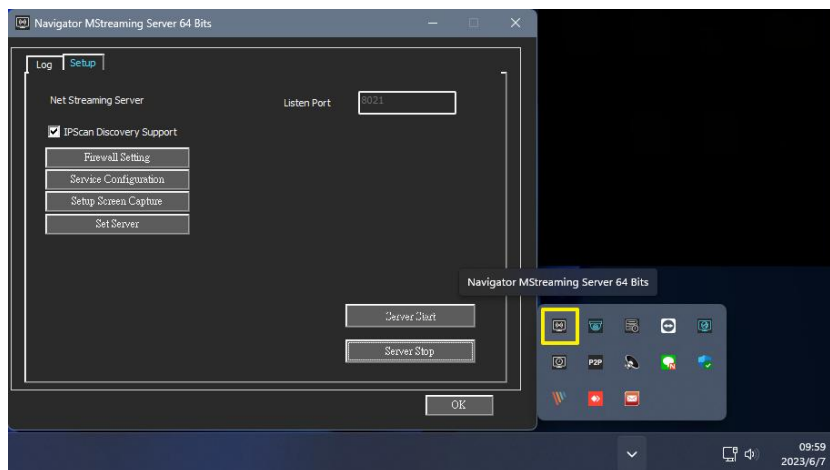 Navigator MStreaming Server 64 Bits
Log Setup
Net Streaming Server
Listen Port 8021
IPScan Discovery Support
Firewall Setting
Service Configuration
Setup Screen Capture
Set Server
Navigator MStreaming Server 64 Bits
Server Start
Server Stop
P2P
N
OK
09:59
2023/6/7